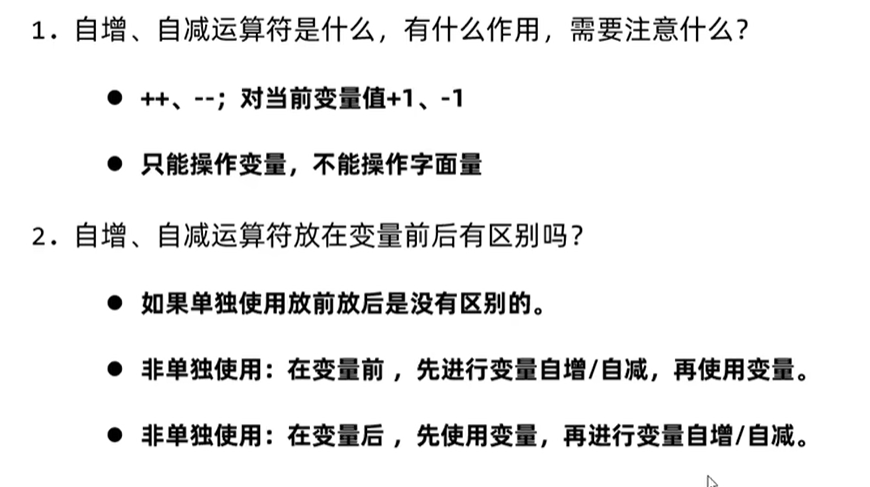 1. 自增、自减运算符是什么，有什么作用，需要注意什么？
● ++、--；对当前变量值+1、-1
● 只能操作变量，不能操作字面量
2. 自增、自减运算符放在变量前后有区别吗？
● 如果单独使用放前放后是没有区别的。
● 非单独使用：在变量前 ，先进行变量自增/自减，再使用变量。
● 非单独使用：在变量后 ，先使用变量，再进行变量自增/自减。